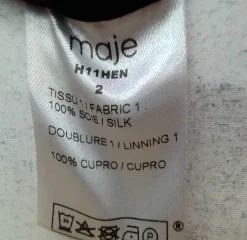 maje
H11HEN
2
TISSU 1 / FABRIC 1 :
100% SOIE / SILK
DOUBLURE 1 / LINNING 1
100% CUPRO / CUPRO
P
®